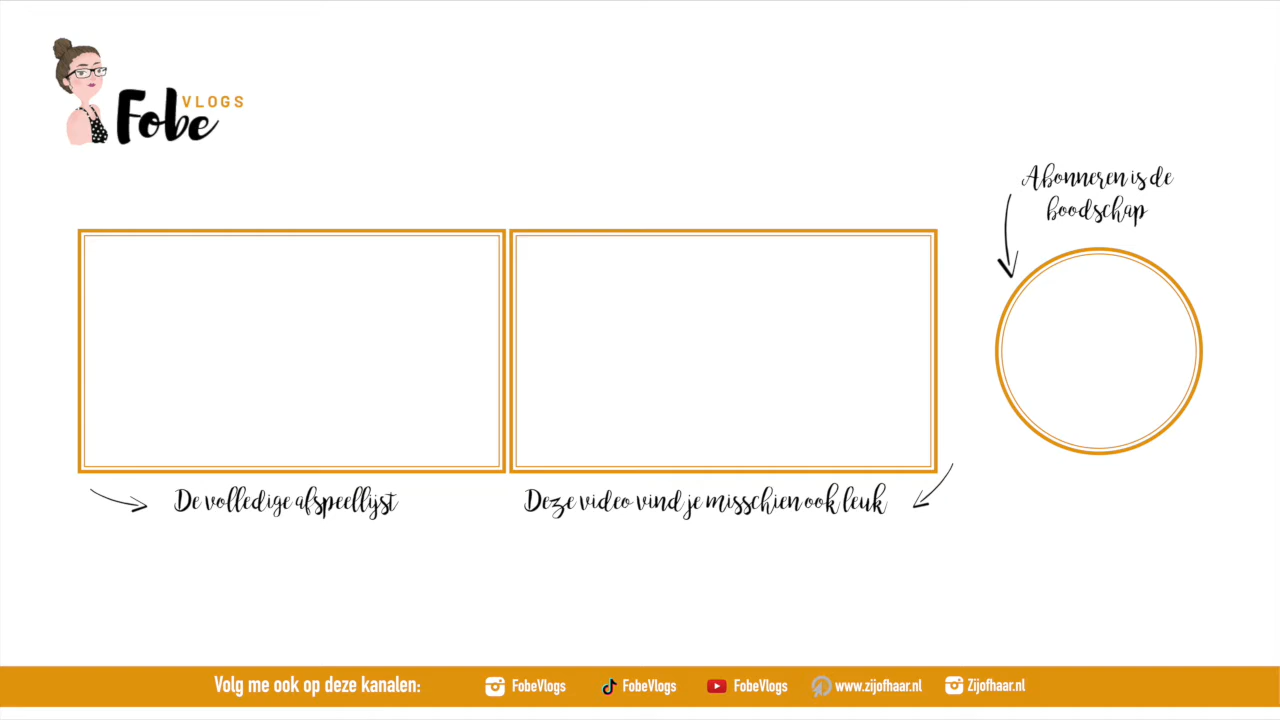 VLOGS
Fobe
Abonneren is de
boodschap
De volledige afspeellijst
Deze video vind je misschien ook leuk
Volg me ook op deze kanalen: FobeVlogs FobeVlogs FobeVlogs www.zijofhaar.nl Zijofhaar.nl